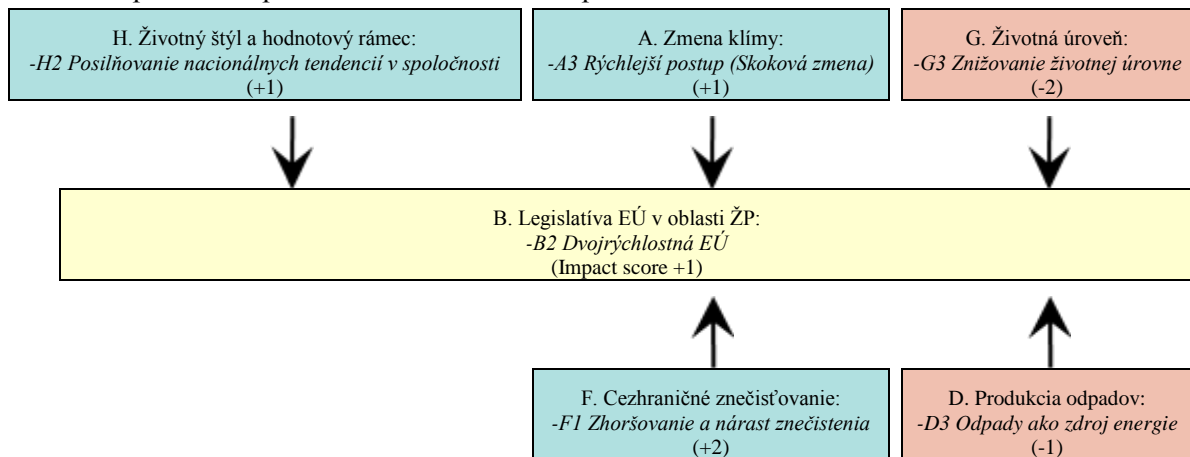 H. Životný štýl a hodnotový rámec:
-H2 Posilňovanie nacionálnych tendencií v spoločnosti
(+1)
A. Zmena klímy:
-A3 Rýchlejší postup (Skoková zmena)
(+1)
G. Životná úroveň:
-G3 Znižovanie životnej úrovne
(-2)
B. Legislatíva EÚ v oblasti ŽP:
-B2 Dvojrýchlostná EÚ
(Impact score +1)
F. Cezhraničné znečisťovanie:
-F1 Zhoršovanie a nárast znečistenia
(+2)
D. Produkcia odpadov:
-D3 Odpady ako zdroj energie
(-1)